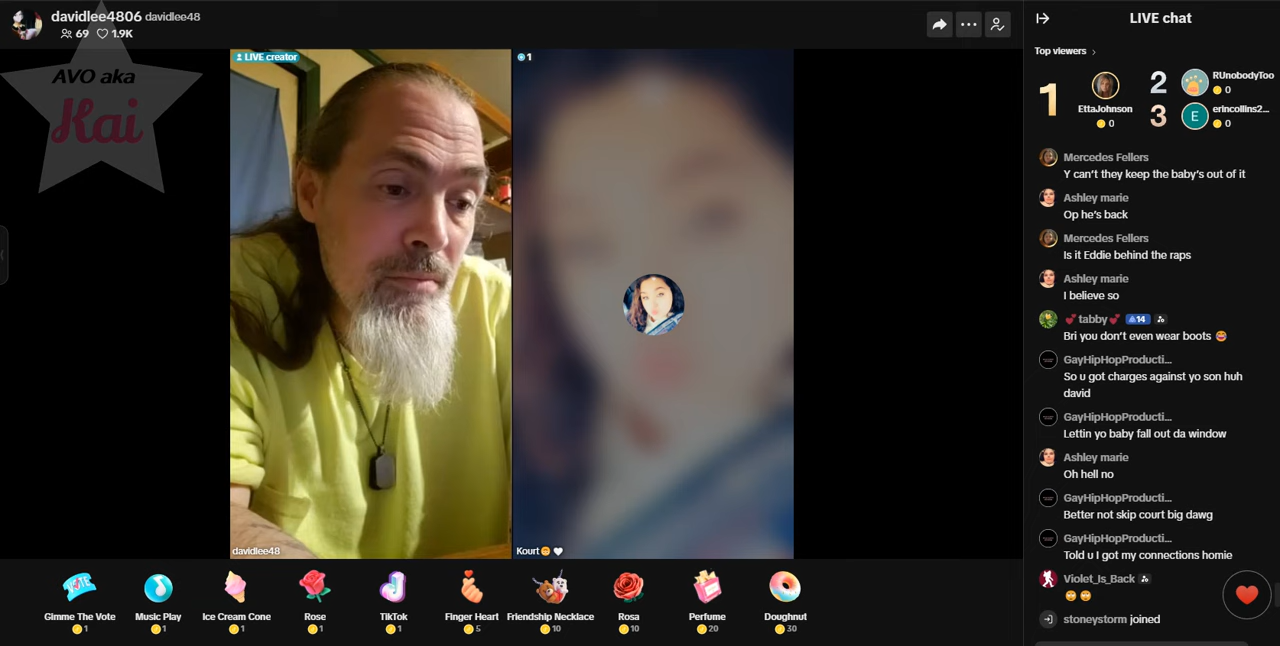 davidlee4806 davidlee48
69 1.9K
AVO aka
Kai
LIVE creator
1
davidlee48
Kourt
Gimme The Vote
1
Music Play
1
Ice Cream Cone
1
Rose
1
TikTok
1
Finger Heart
5
Friendship Necklace
10
Rosa
10
Perfume
20
Doughnut
30
LIVE chat
Top viewers
1
EttaJohnson
0
2
RUnobodyToo
0
3
E
erincollins2...
0
Mercedes Fellers
Y can't they keep the baby's out of it
Ashley marie
Op he's back
Mercedes Fellers
Is it Eddie behind the raps
Ashley marie
I believe so
tabby 14
Bri you don't even wear boots
GayHipHopProducti...
So u got charges against yo son huh
david
GayHipHopProducti...
Lettin yo baby fall out da window
Ashley marie
Oh hell no
GayHipHopProducti...
Better not skip court big dawg
GayHipHopProducti...
Told u I got my connections homie
Violet_Is_Back
stoneystorm joined